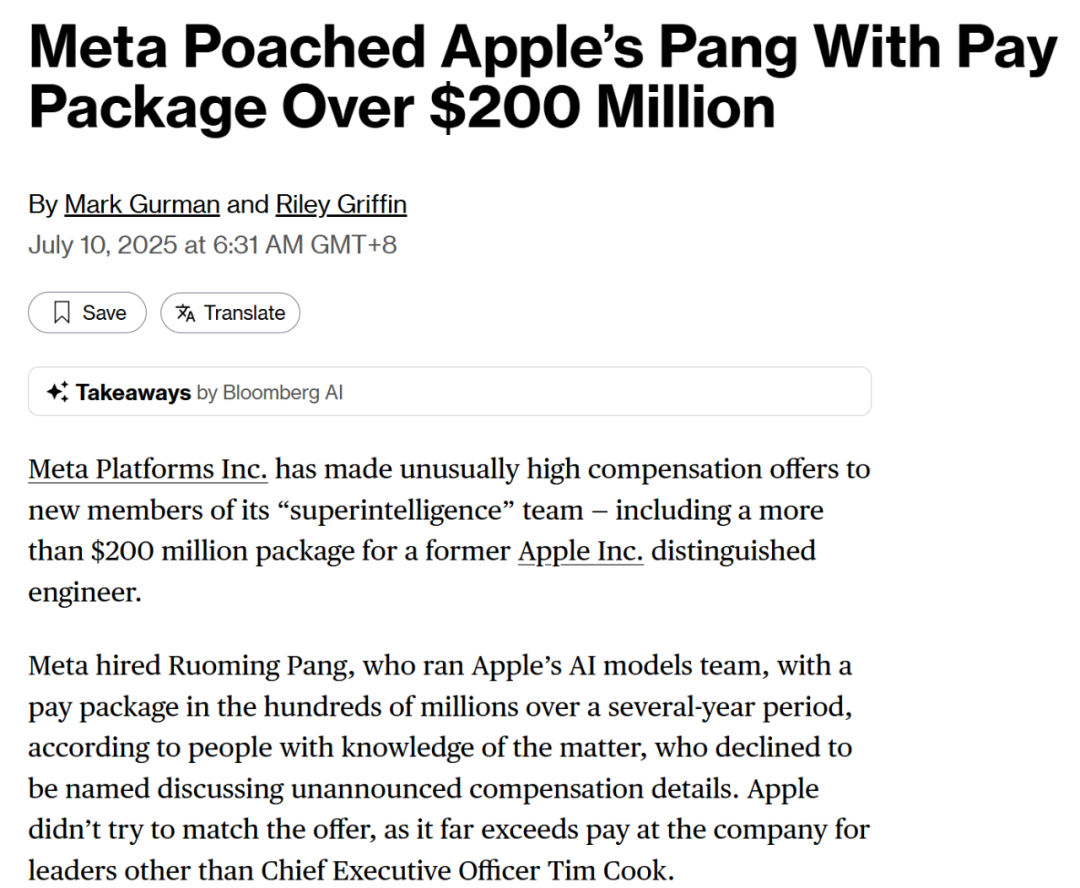 Meta Poached Apple’s Pang With Pay
Package Over $200 Million
By Mark Gurman and Riley Griffin
July 10, 2025 at 6:31 AM GMT+8
Save
Translate
Takeaways by Bloomberg AI
Meta Platforms Inc. has made unusually high compensation offers to
new members of its “superintelligence” team — including a more
than $200 million package for a former Apple Inc. distinguished
engineer.
Meta hired Ruoming Pang, who ran Apple’s AI models team, with a
pay package in the hundreds of millions over a several-year period,
according to people with knowledge of the matter, who declined to
be named discussing unannounced compensation details. Apple
didn’t try to match the offer, as it far exceeds pay at the company for
leaders other than Chief Executive Officer Tim Cook.